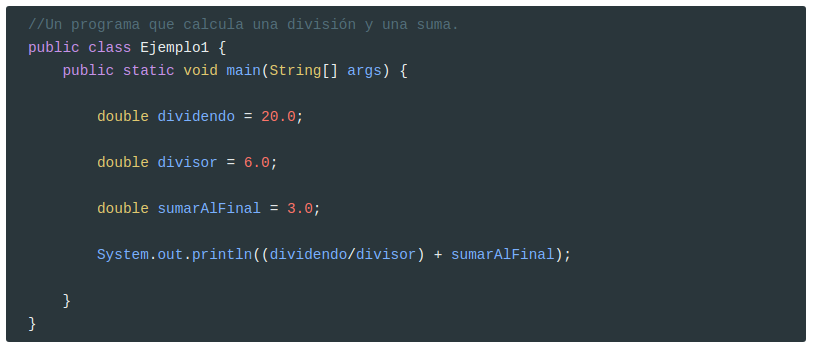 //Un programa que calcula una división y una suma.
public class Ejemplo1 {
    public static void main(String[] args) {
        double dividendo = 20.0;
        double divisor = 6.0;
        double sumarAlFinal = 3.0;
        System.out.println((dividendo/divisor) + sumarAlFinal);
    }
}